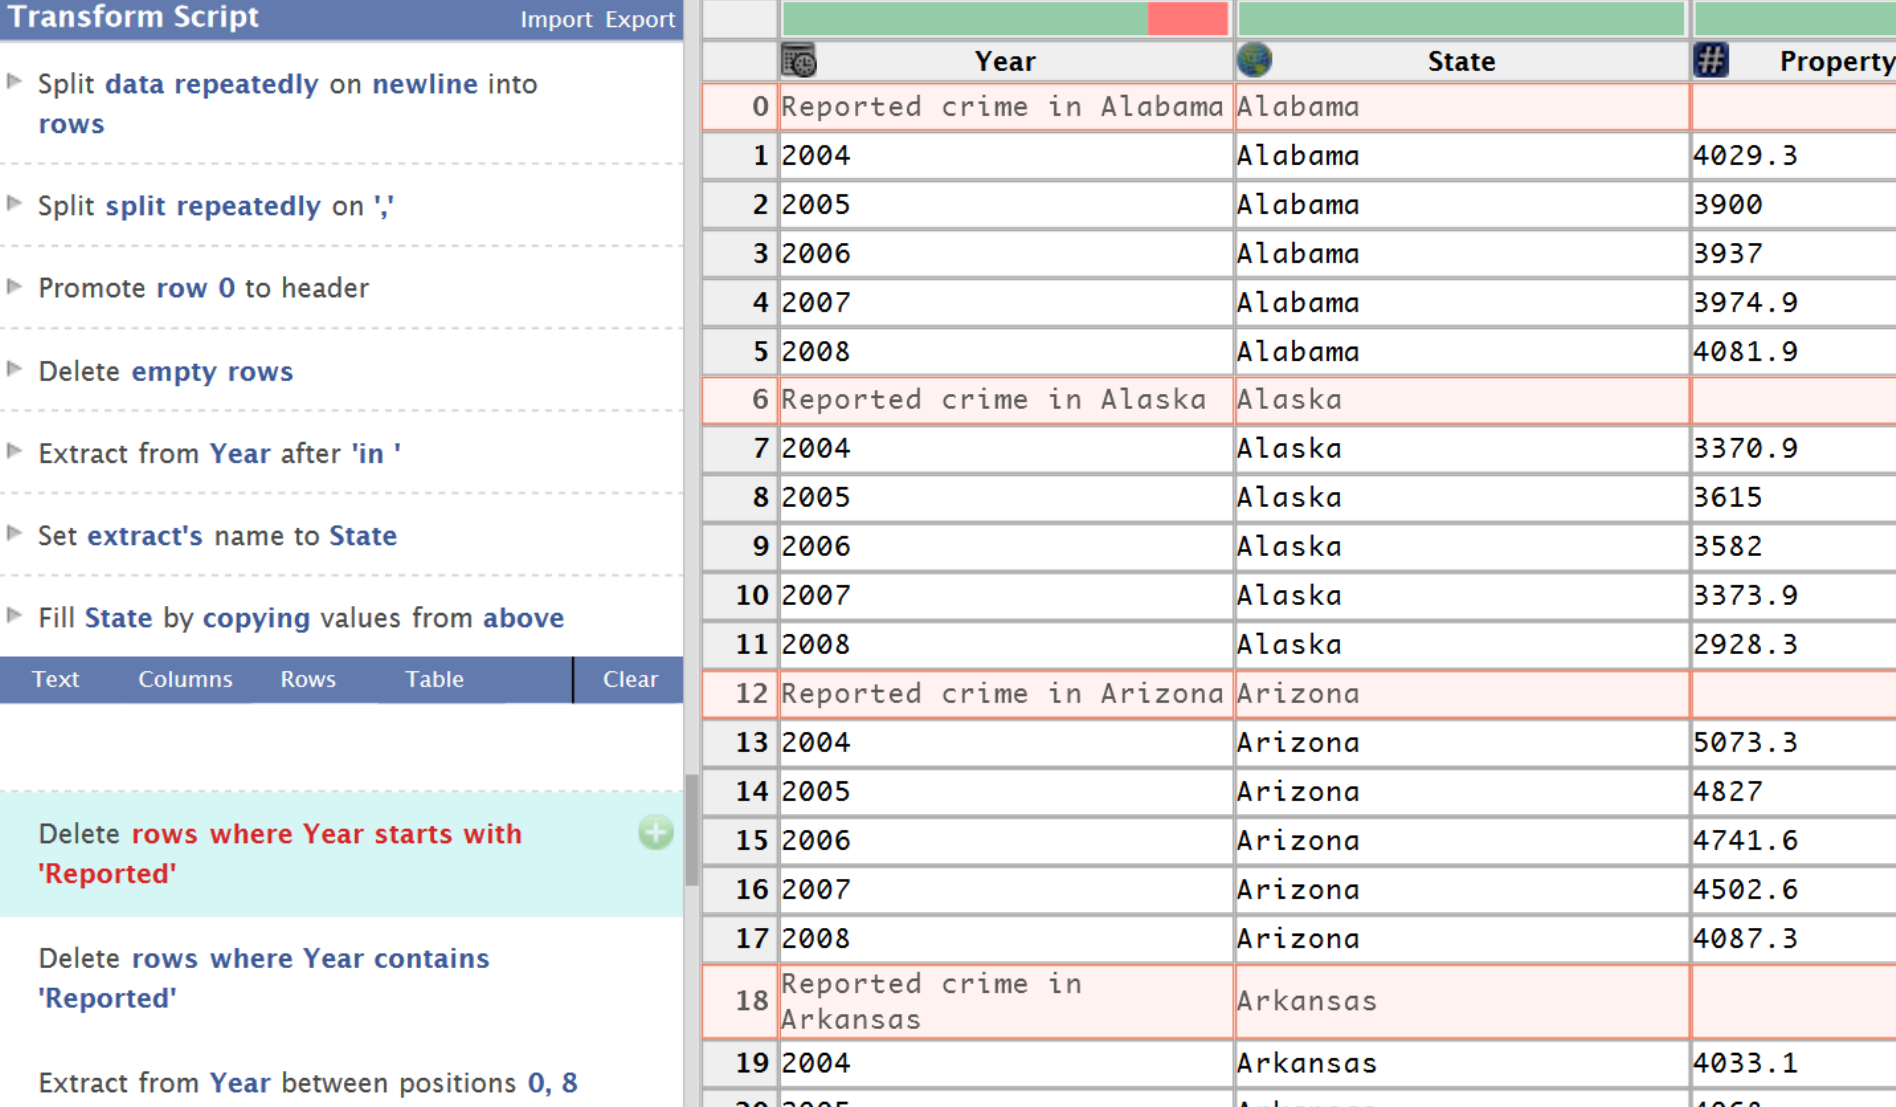 Transform Script Import Export
Split data repeatedly on newline into
rows
Split split repeatedly on ','
Promote row 0 to header
Delete empty rows
Extract from Year after 'in '
Set extract's name to State
Fill State by copying values from above
Text Columns Rows Table Clear
Delete rows where Year starts with
'Reported'
Delete rows where Year contains
'Reported'
Extract from Year between positions 0, 8
Year State # Property
0 Reported crime in Alabama Alabama
1 2004 Alabama 4029.3
2 2005 Alabama 3900
3 2006 Alabama 3937
4 2007 Alabama 3974.9
5 2008 Alabama 4081.9
6 Reported crime in Alaska Alaska
7 2004 Alaska 3370.9
8 2005 Alaska 3615
9 2006 Alaska 3582
10 2007 Alaska 3373.9
11 2008 Alaska 2928.3
12 Reported crime in Arizona Arizona
13 2004 Arizona 5073.3
14 2005 Arizona 4827
15 2006 Arizona 4741.6
16 2007 Arizona 4502.6
17 2008 Arizona 4087.3
18 Reported crime in
Arkansas Arkansas
19 2004 Arkansas 4033.1